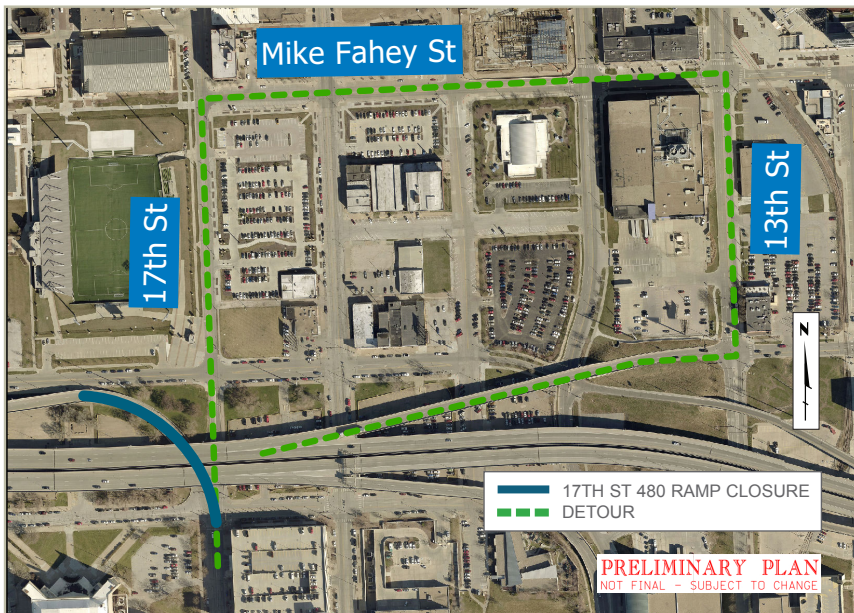 Mike Fahey St
17th St
13th St
N
17TH ST 480 RAMP CLOSURE
DETOUR
PRELIMINARY PLAN
NOT FINAL - SUBJECT TO CHANGE